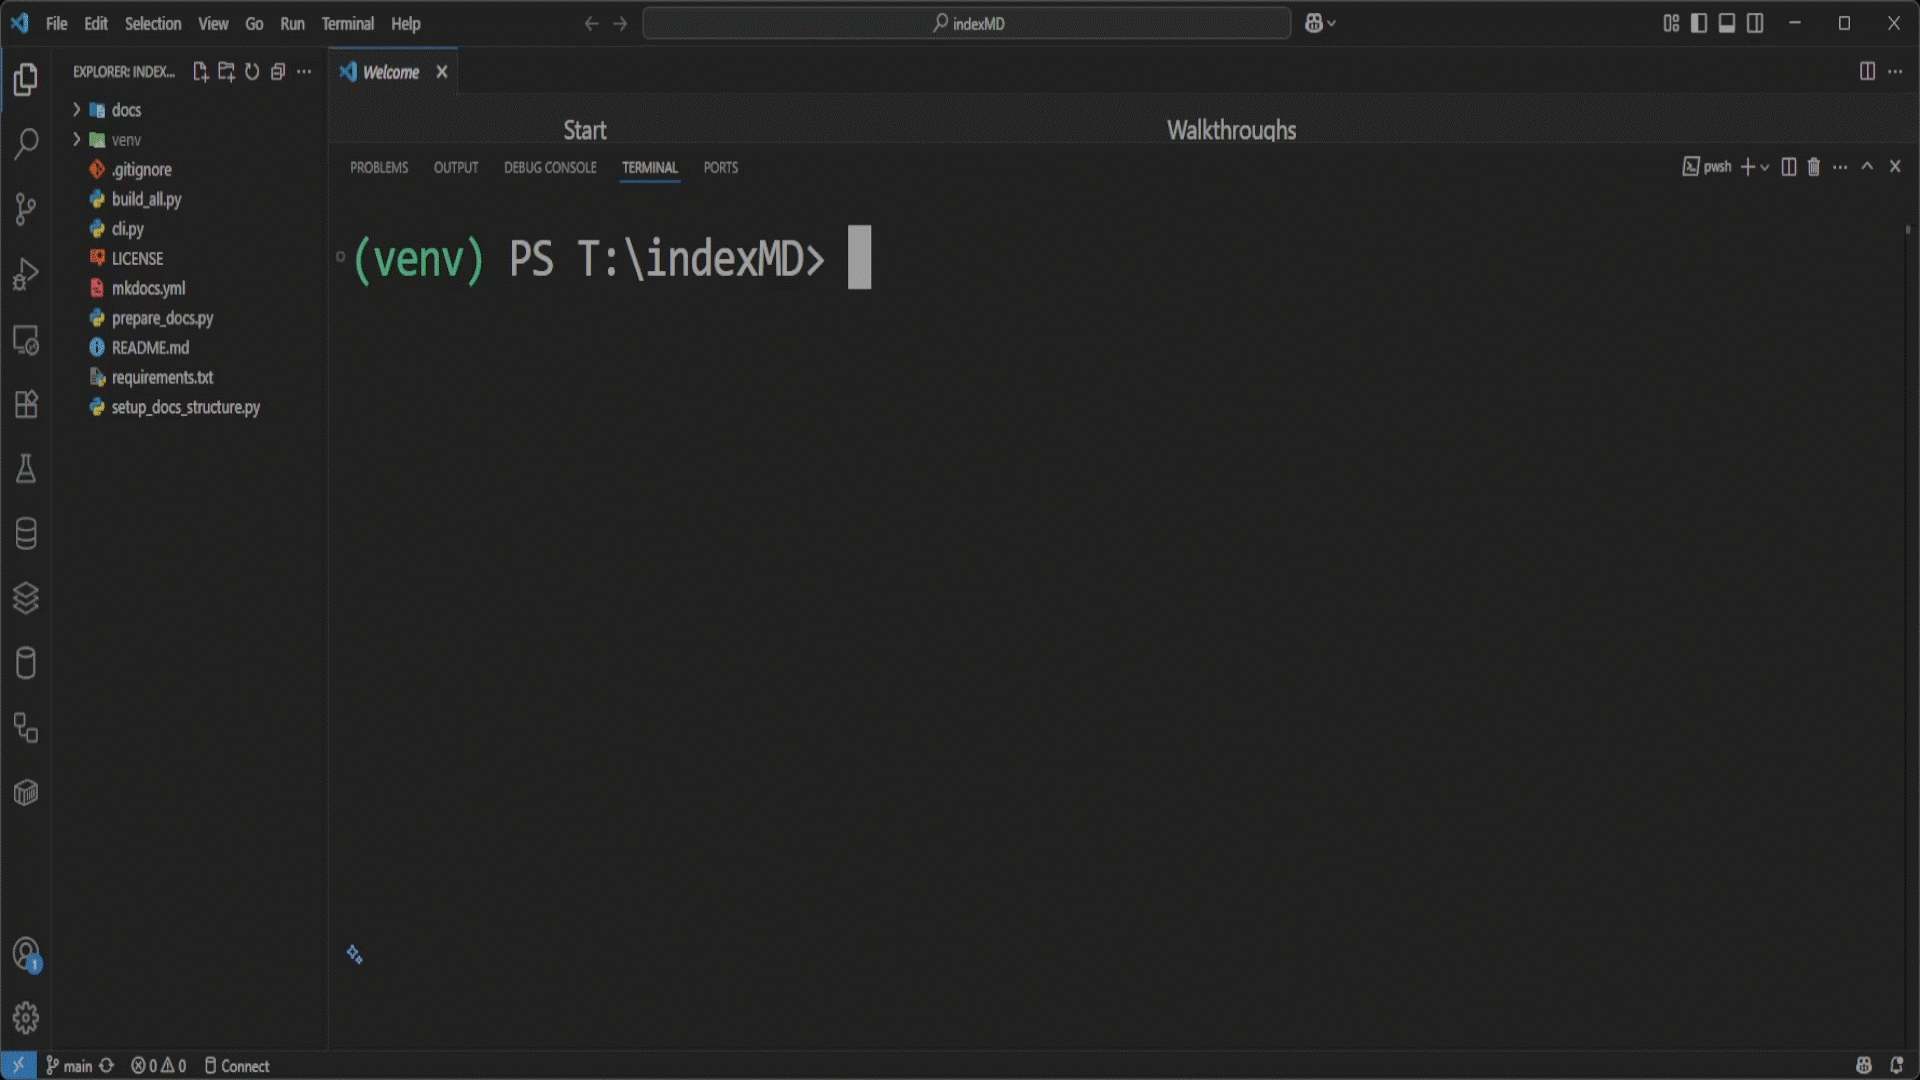 File Edit Selection View Go Run Terminal Help
indexMD
EXPLORER: INDEX...
docs
venv
.gitignore
build_all.py
cli.py
LICENSE
mkdocs.yml
prepare_docs.py
README.md
requirements.txt
setup_docs_structure.py
Welcome
Start
Walkthroughs
PROBLEMS OUTPUT DEBUG CONSOLE TERMINAL PORTS
pwsh
(venv) PS T:\indexMD>
1
main 0 0 Connect